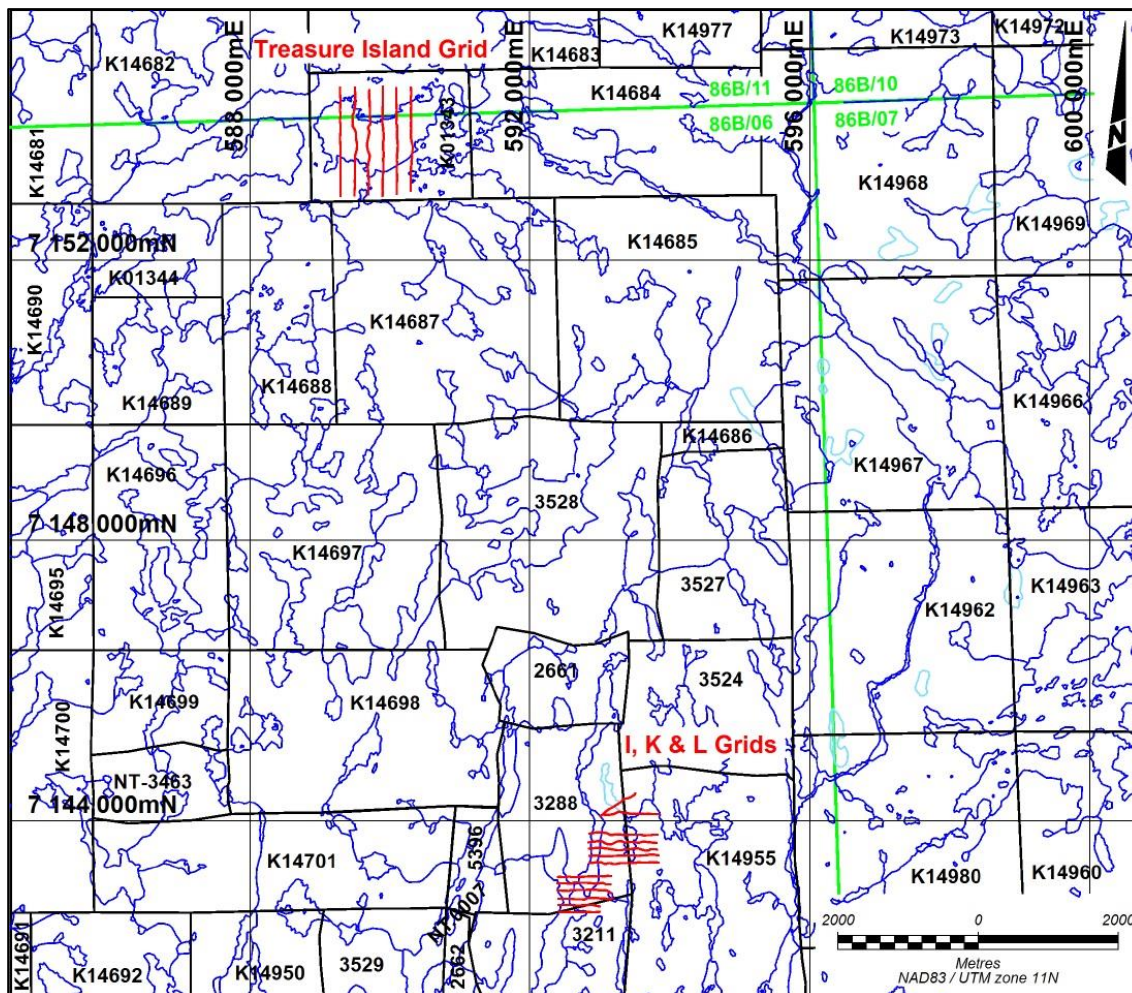 K14682
Treasure Island Grid
588 000mE
592 000mE
K14683
K14977
596 000mE
K14973
K14972
600 000mE
K14684
86B/11
86B/10
86B/06
86B/07
N
K14681
K01343
K14968
K14969
7 152 000mN
K01344
K14685
K14690
K14687
K14688
K14689
K14966
K14686
K14967
K14696
3528
7 148 000mN
K14697
K14695
3527
K14962
K14963
2661
3524
K14699
K14698
K14700
I, K & L Grids
NT-3463
7 144 000mN
3288
5396
K14701
K14955
K14980
K14960
3211
K14691
K14692
K14950
3529
2662
2000
0
2000
Metres
NAD83 / UTM zone 11N